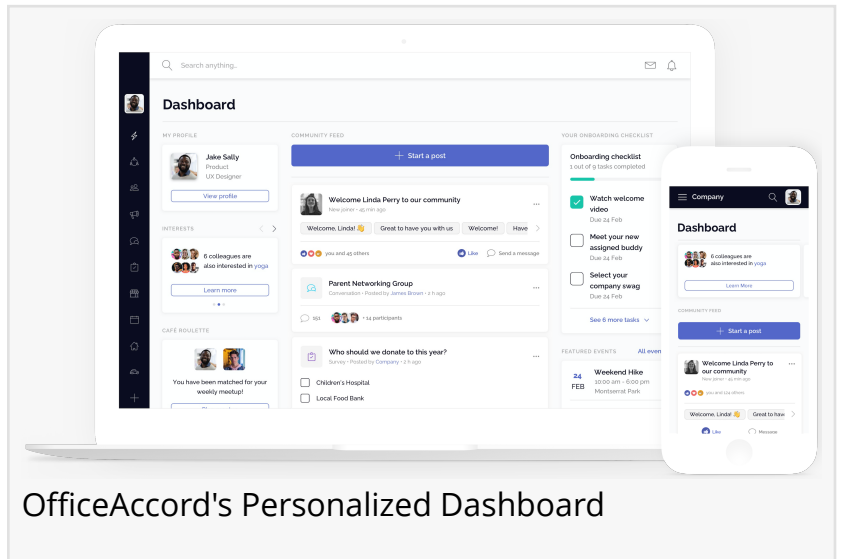 Search anything..
Dashboard
MY PROFILE
Jake Sally
Product
UX Designer
View profile
INTERESTS
6 colleagues are
also interested in yoga
Learn more
CAFÉ ROULETTE
You have been matched for your
weekly meetup!
COMMUNITY FEED
Start a post
Welcome Linda Perry to our community
New joiner • 45 min ago
Welcome, Linda! 👋 Great to have you with us Welcome! Have
you and 45 others Like Send a message
Parent Networking Group
Conversation • Posted by James Brown • 2 h ago
151 • 14 participants
Who should we donate to this year?
Survey • Posted by Company • 2 h ago
Children's Hospital
Local Food Bank
YOUR ONBOARDING CHECKLIST
Onboarding checklist
1 out of 9 tasks completed
Watch welcome
video
Due 24 Feb
Meet your new
assigned buddy
Due 24 Feb
Select your
company swag
Due 24 Feb
See 6 more tasks
FEATURED EVENTS All even
24 Weekend Hike
FEB 10:00 am - 6:00 pm
Montserrat Park
Company
Dashboard
6 colleagues are
also interested in yoga
Learn More
COMMUNITY FEED
Start a post
Welcome Linda Perry to
our community
New joiner • 45 min ago
you and 124 others
Welcome, Linda! 👋 Great to hav
Like Message
OfficeAccord's Personalized Dashboard